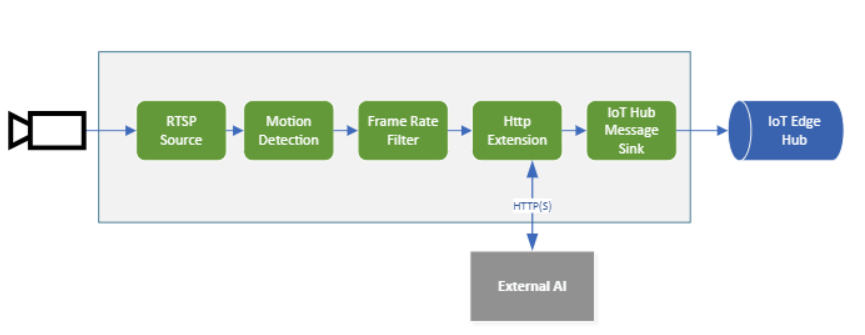 RTSP
Source
Motion
Detection
Frame Rate
Filter
Http
Extension
IoT Hub
Message
Sink
IoT Edge
Hub
HTTP(S)
External AI